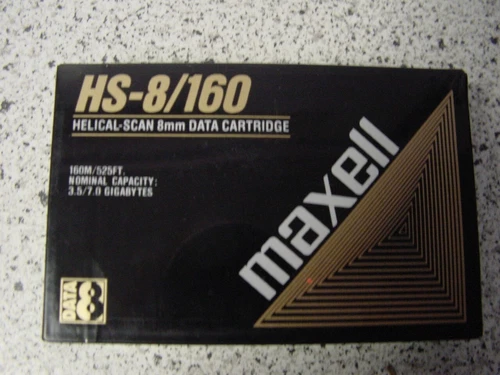 HS-8/160
HELICAL-SCAN 8mm DATA CARTRIDGE
160M/525FT.
NOMINAL CAPACITY:
3.5/7.0 GIGABYTES
maxell
DATA 8